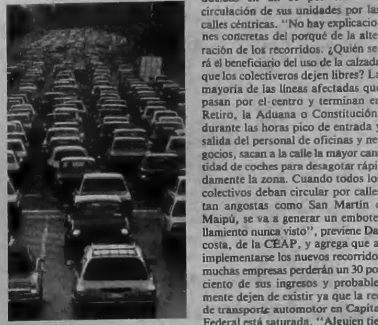 circulación de sus unidades por las
calles céntricas. "No hay explicacio-
nes concretas del porqué de la alte-
ración de los recorridos. ¿Quién se-
rá el beneficiario del uso de la calzada
que los colectiveros dejen libres? La
mayoría de las líneas afectadas que
pasan por el centro y terminan en
Retiro, la Aduana o Constitución,
durante las horas pico de entrada y
salida del personal de oficinas y ne-
gocios, sacan a la calle la mayor can-
tidad de coches para desagotar rápi-
damente la zona. Cuando todos los
colectivos deban circular por calles
tan angostas como San Martín o
Maipú, se va a generar un embote-
llamiento nunca visto", previene Da-
costa, de la CEAP, y agrega que al
implementarse los nuevos recorridos
muchas empresas perderán un 30 por
ciento de sus ingresos y probable-
mente dejen de existir ya que la red
de transporte automotor en Capital
Federal está saturada. "Alguien tie-